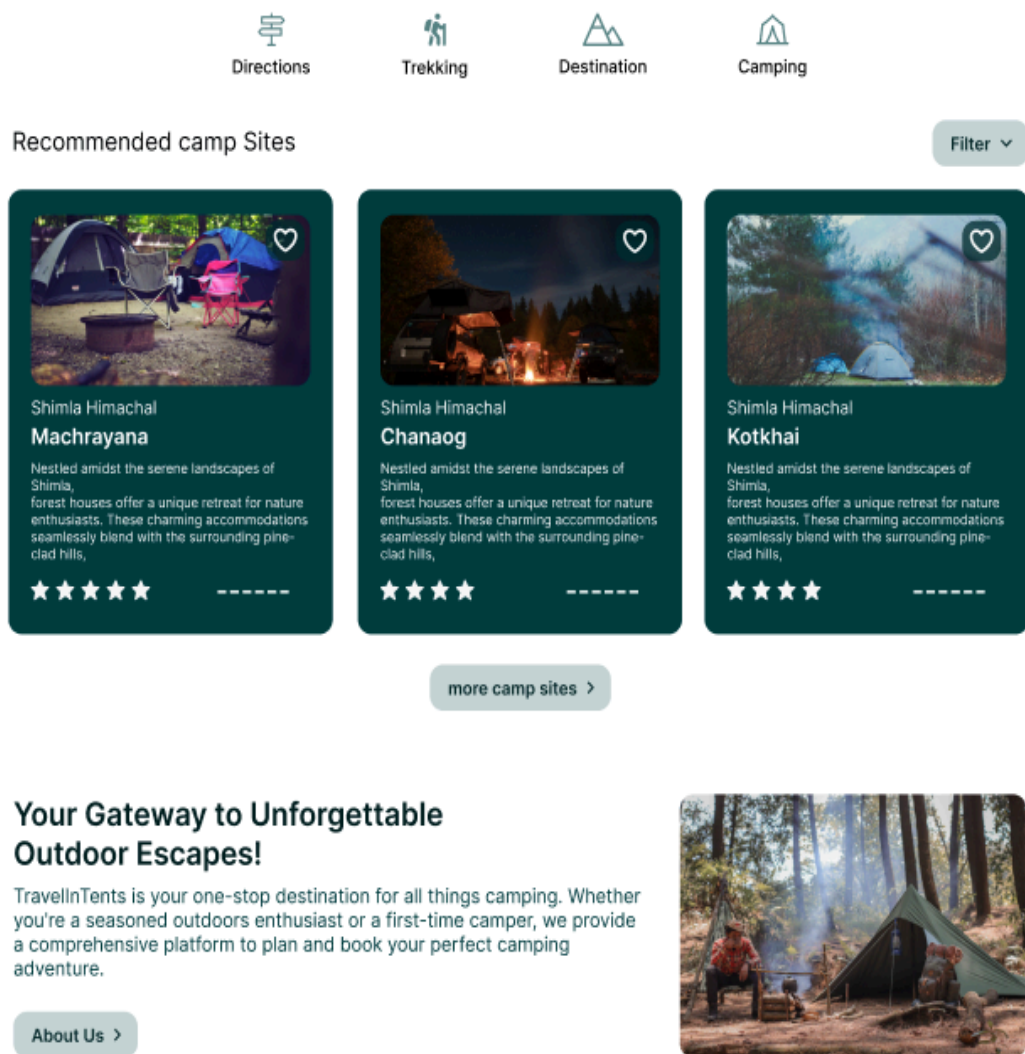 Directions
Trekking
Destination
Camping
Recommended camp Sites
Filter
Shimla Himachal
Machrayana
Nestled amidst the serene landscapes of
Shimla,
forest houses offer a unique retreat for nature
enthusiasts. These charming accommodations
seamlessly blend with the surrounding pine-
clad hills,
Shimla Himachal
Chanaog
Nestled amidst the serene landscapes of
Shimla,
forest houses offer a unique retreat for nature
enthusiasts. These charming accommodations
seamlessly blend with the surrounding pine-
clad hills,
Shimla Himachal
Kotkhai
Nestled amidst the serene landscapes of
Shimla,
forest houses offer a unique retreat for nature
enthusiasts. These charming accommodations
seamlessly blend with the surrounding pine-
clad hills,
more camp sites >
Your Gateway to Unforgettable
Outdoor Escapes!
TravelInTents is your one-stop destination for all things camping. Whether
you're a seasoned outdoors enthusiast or a first-time camper, we provide
a comprehensive platform to plan and book your perfect camping
adventure.
About Us >